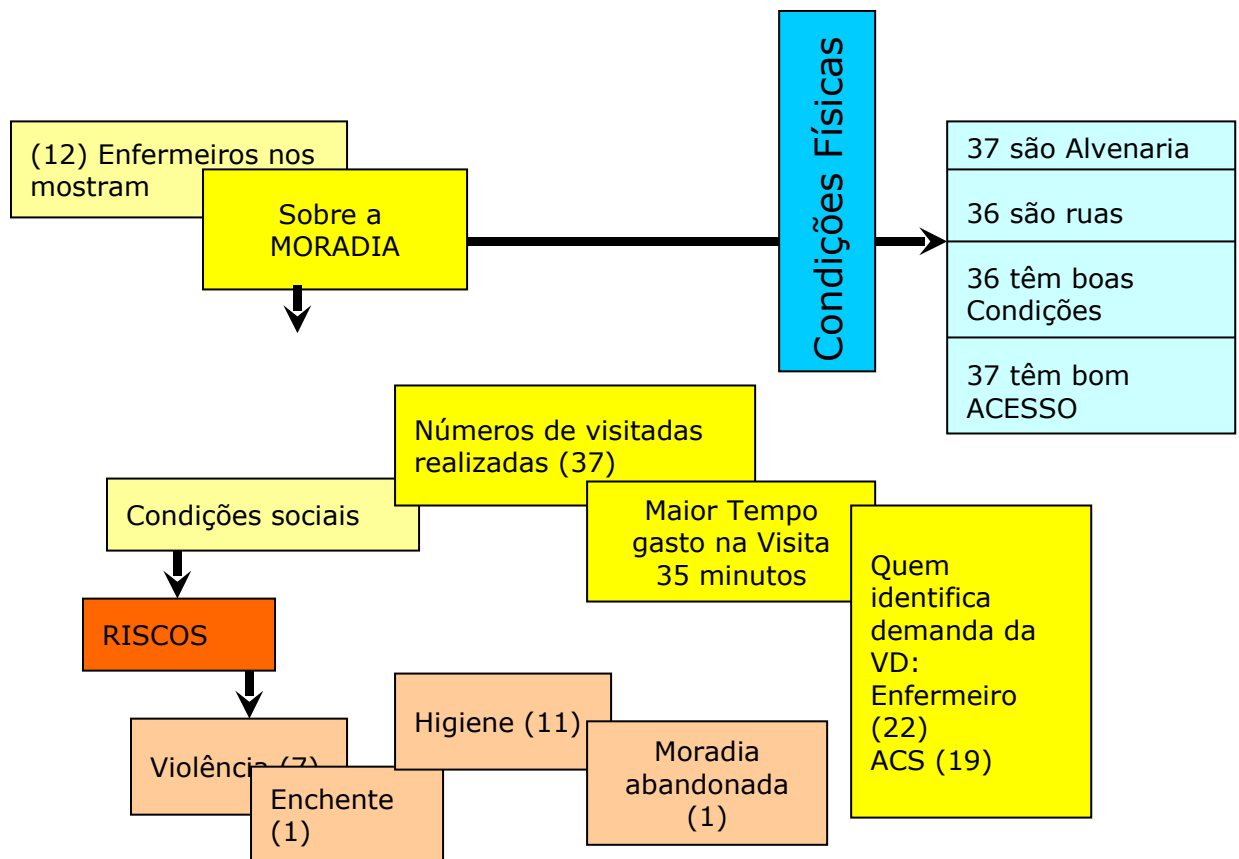 (12) Enfermeiros nos
mostram
Sobre a
MORADIA
Condições Físicas
37 são Alvenaria
36 são ruas
36 têm boas
Condições
37 têm bom
ACESSO
Números de visitadas
realizadas (37)
Condições sociais
Maior Tempo
gasto na Visita
35 minutos
Quem
identifica
demanda da
VD:
Enfermeiro
(22)
ACS (19)
RISCOS
Violência (7)
Enchente
(1)
Higiene (11)
Moradia
abandonada
(1)